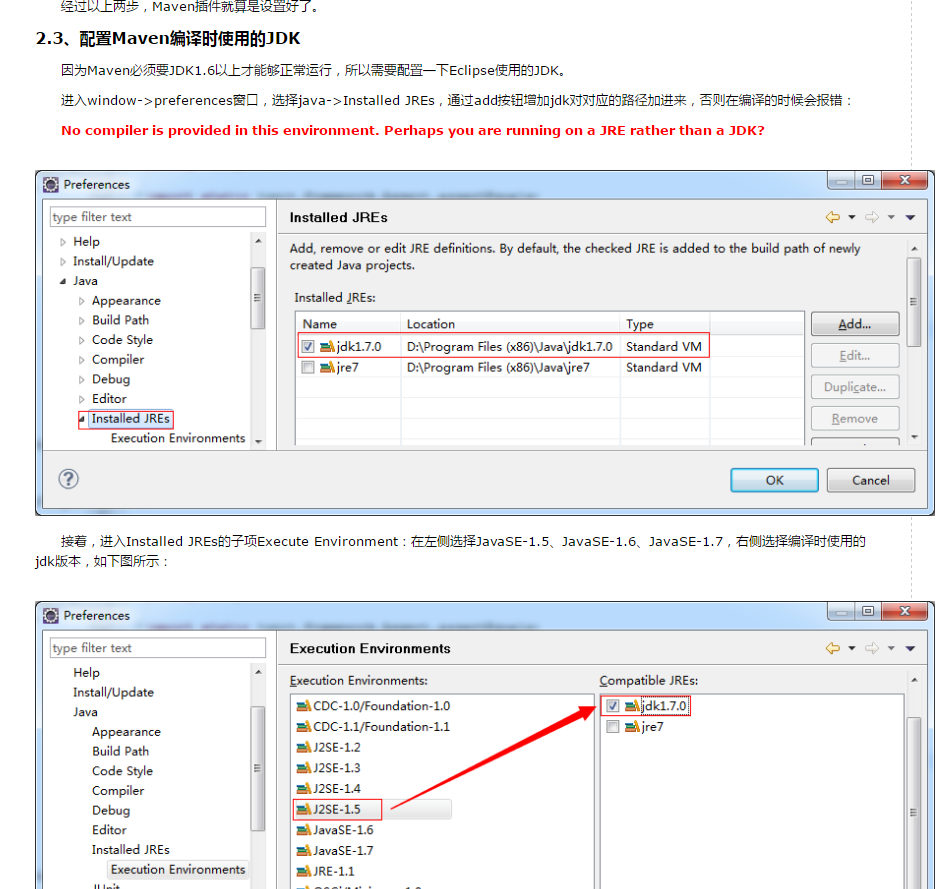 经过以上两步，Maven插件就算是设置好了。
2.3、配置Maven编译时使用的JDK
因为Maven必须要JDK1.6以上才能够正常运行，所以需要配置一下Eclipse使用的JDK。
进入window->preferences窗口，选择java->Installed JREs，通过add按钮增加jdk对对应的路径加进来，否则在编译的时候会报错：
No compiler is provided in this environment. Perhaps you are running on a JRE rather than a JDK?
Preferences
type filter text
Help
Install/Update
Java
Appearance
Build Path
Code Style
Compiler
Debug
Editor
Installed JREs
Execution Environments
Installed JREs
Add, remove or edit JRE definitions. By default, the checked JRE is added to the build path of newly
created Java projects.
Installed JREs:
Name Location Type
jdk1.7.0 D:\Program Files (x86)\Java\jdk1.7.0 Standard VM
jre7 D:\Program Files (x86)\Java\jre7 Standard VM
Add...
Edit...
Duplicate...
Remove
OK Cancel
接着，进入Installed JREs的子项Execute Environment：在左侧选择JavaSE-1.5、JavaSE-1.6、JavaSE-1.7，右侧选择编译时使用的
jdk版本，如下图所示：
Preferences
type filter text
Help
Install/Update
Java
Appearance
Build Path
Code Style
Compiler
Debug
Editor
Installed JREs
Execution Environments
JUnit
Execution Environments
Execution Environments:
CDC-1.0/Foundation-1.0
CDC-1.1/Foundation-1.1
J2SE-1.2
J2SE-1.3
J2SE-1.4
J2SE-1.5
JavaSE-1.6
JavaSE-1.7
JRE-1.1
Compatible JREs:
jdk1.7.0
jre7